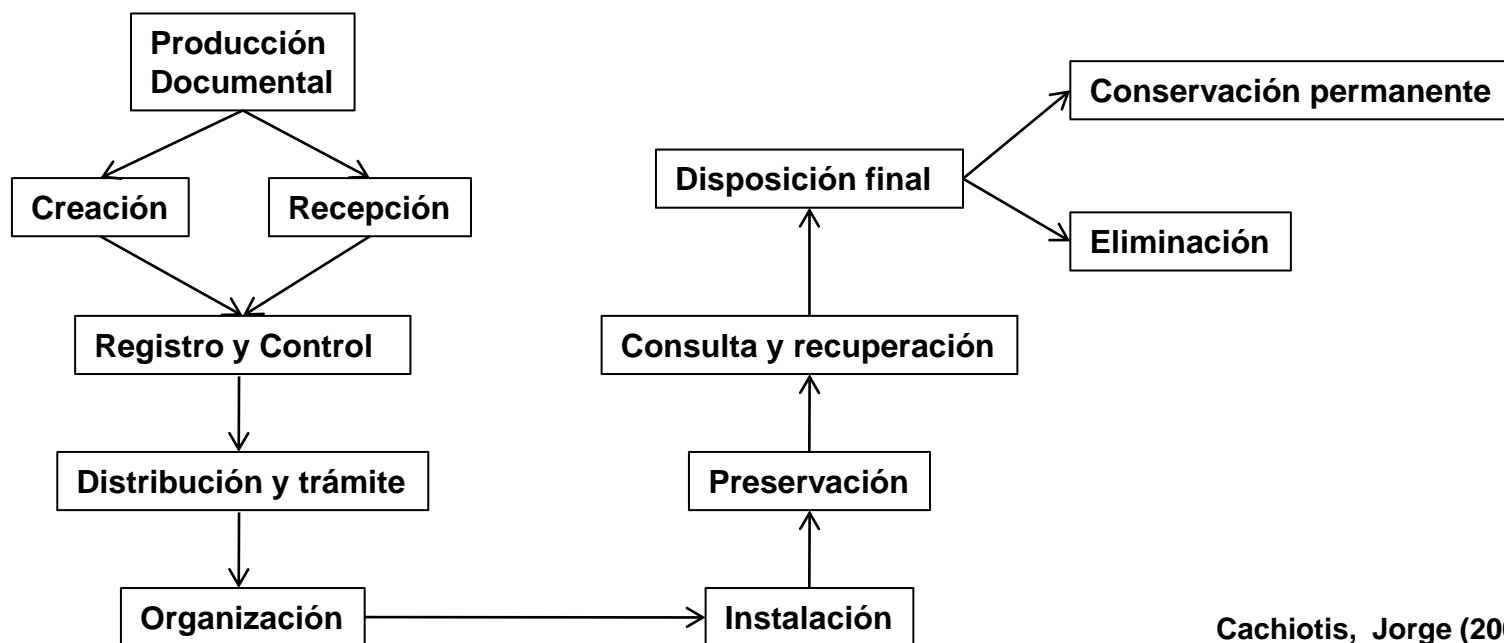 Producción
Documental
Creación
Recepción
Registro y Control
Distribución y trámite
Organización
Instalación
Preservación
Consulta y recuperación
Disposición final
Conservación permanente
Eliminación
Cachiotis, Jorge